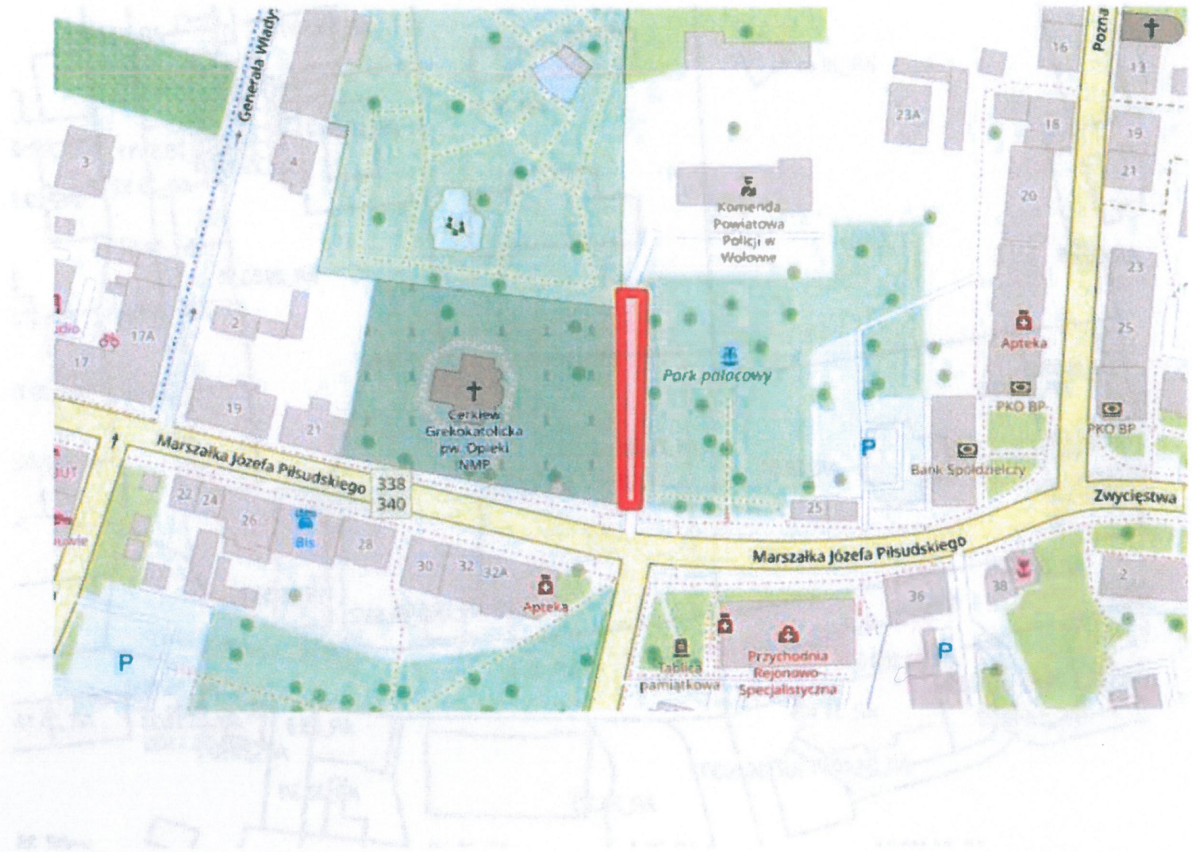 Generała Włady
Pozna
16
13
3
4
23A
18
19
20
21
Komenda
Powiatowa
Policji w
Wołowie
23
2
17A
25
17
Apteka
Park pałacowy
PKO BP
19
21
Cerkiew
Grekokatolicka
pw. Opieki
NMP
PKO BP
P
Bank Spółdzielczy
Marszałka Józefa Piłsudskiego
338
340
22
24
26
Bis
28
25
Zwycięstwa
Marszałka Józefa Piłsudskiego
30
32
32A
Apteka
36
38
2
P
Tablica
pamiątkowa
Przychodnia
Rejonowo-
Specjalistyczna
P